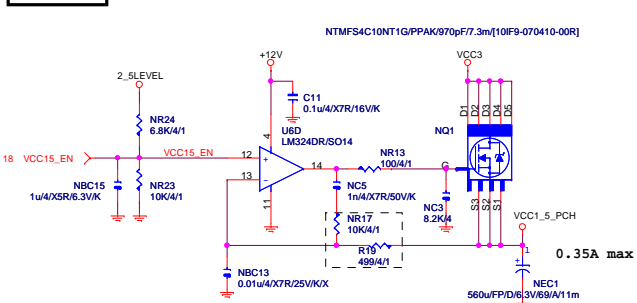 NTMFS4C10NT1G/PPAK/970pF/7.3m/[10IF9-070410-00R]
+12V
VCC3
2_5LEVEL
C11
0.1u/4/X7R/16V/K
D1
D2
D3
D4
D5
NR24
6.8K/4/1
U6D
LM324DR/SO14
NQ1
4
NR13
18 VCC15_EN
VCC15_EN
12
+
14
100/4/1
G
13
−
NBC15
1u/4/X5R/6.3V/K
NR23
10K/4/1
11
NC5
1n/4/X7R/50V/K
NC3
8.2K/4
S3
S2
S1
NR17
10K/4/1
VCC1_5_PCH
R19
499/4/1
1
0.35A max
NBC13
0.01u/4/X7R/25V/K/X
+
NEC1
560u/FP/D/6.3V/69/A/11m